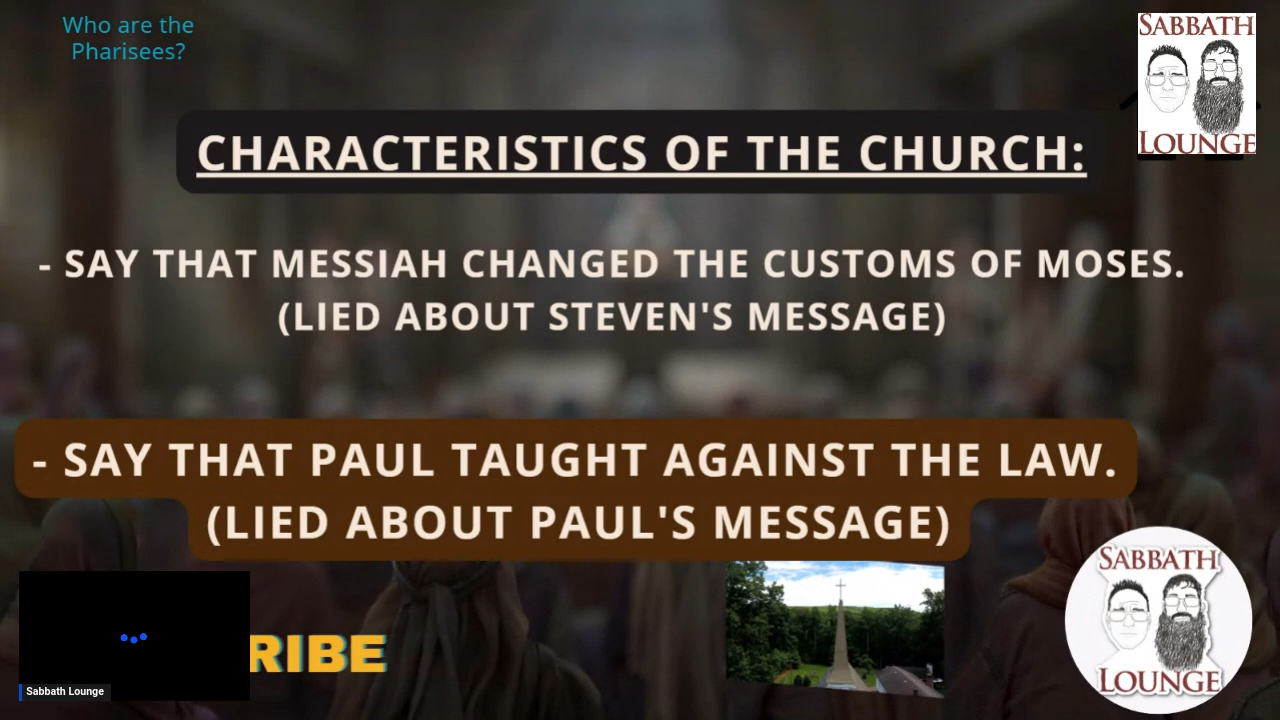 Who are the
Pharisees?
SABBATH
LOUNGE
CHARACTERISTICS OF THE CHURCH:
- SAY THAT MESSIAH CHANGED THE CUSTOMS OF MOSES.
(LIED ABOUT STEVEN'S MESSAGE)
- SAY THAT PAUL TAUGHT AGAINST THE LAW.
(LIED ABOUT PAUL'S MESSAGE)
RIBE
Sabbath Lounge
SABBATH
LOUNGE